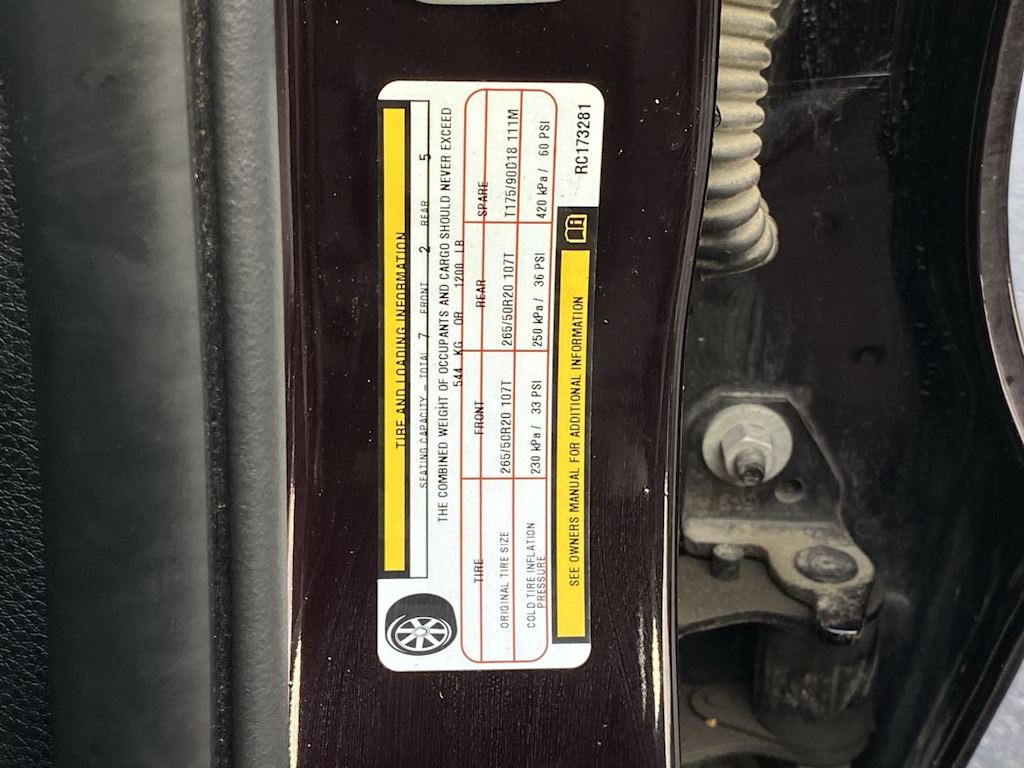 TIRE AND LOADING INFORMATION
SEATING CAPACITY - TOTAL 7 FRONT 2 REAR 5
THE COMBINED WEIGHT OF OCCUPANTS AND CARGO SHOULD NEVER EXCEED
544 KG OR 1200 LB
TIRE FRONT REAR SPARE
ORIGINAL TIRE SIZE 265/50R20 107T 265/50R20 107T T175/90D18 111M
COLD TIRE INFLATION PRESSURE 230 kPa / 33 PSI 250 kPa / 36 PSI 420 kPa / 60 PSI
SEE OWNERS MANUAL FOR ADDITIONAL INFORMATION
RC173281